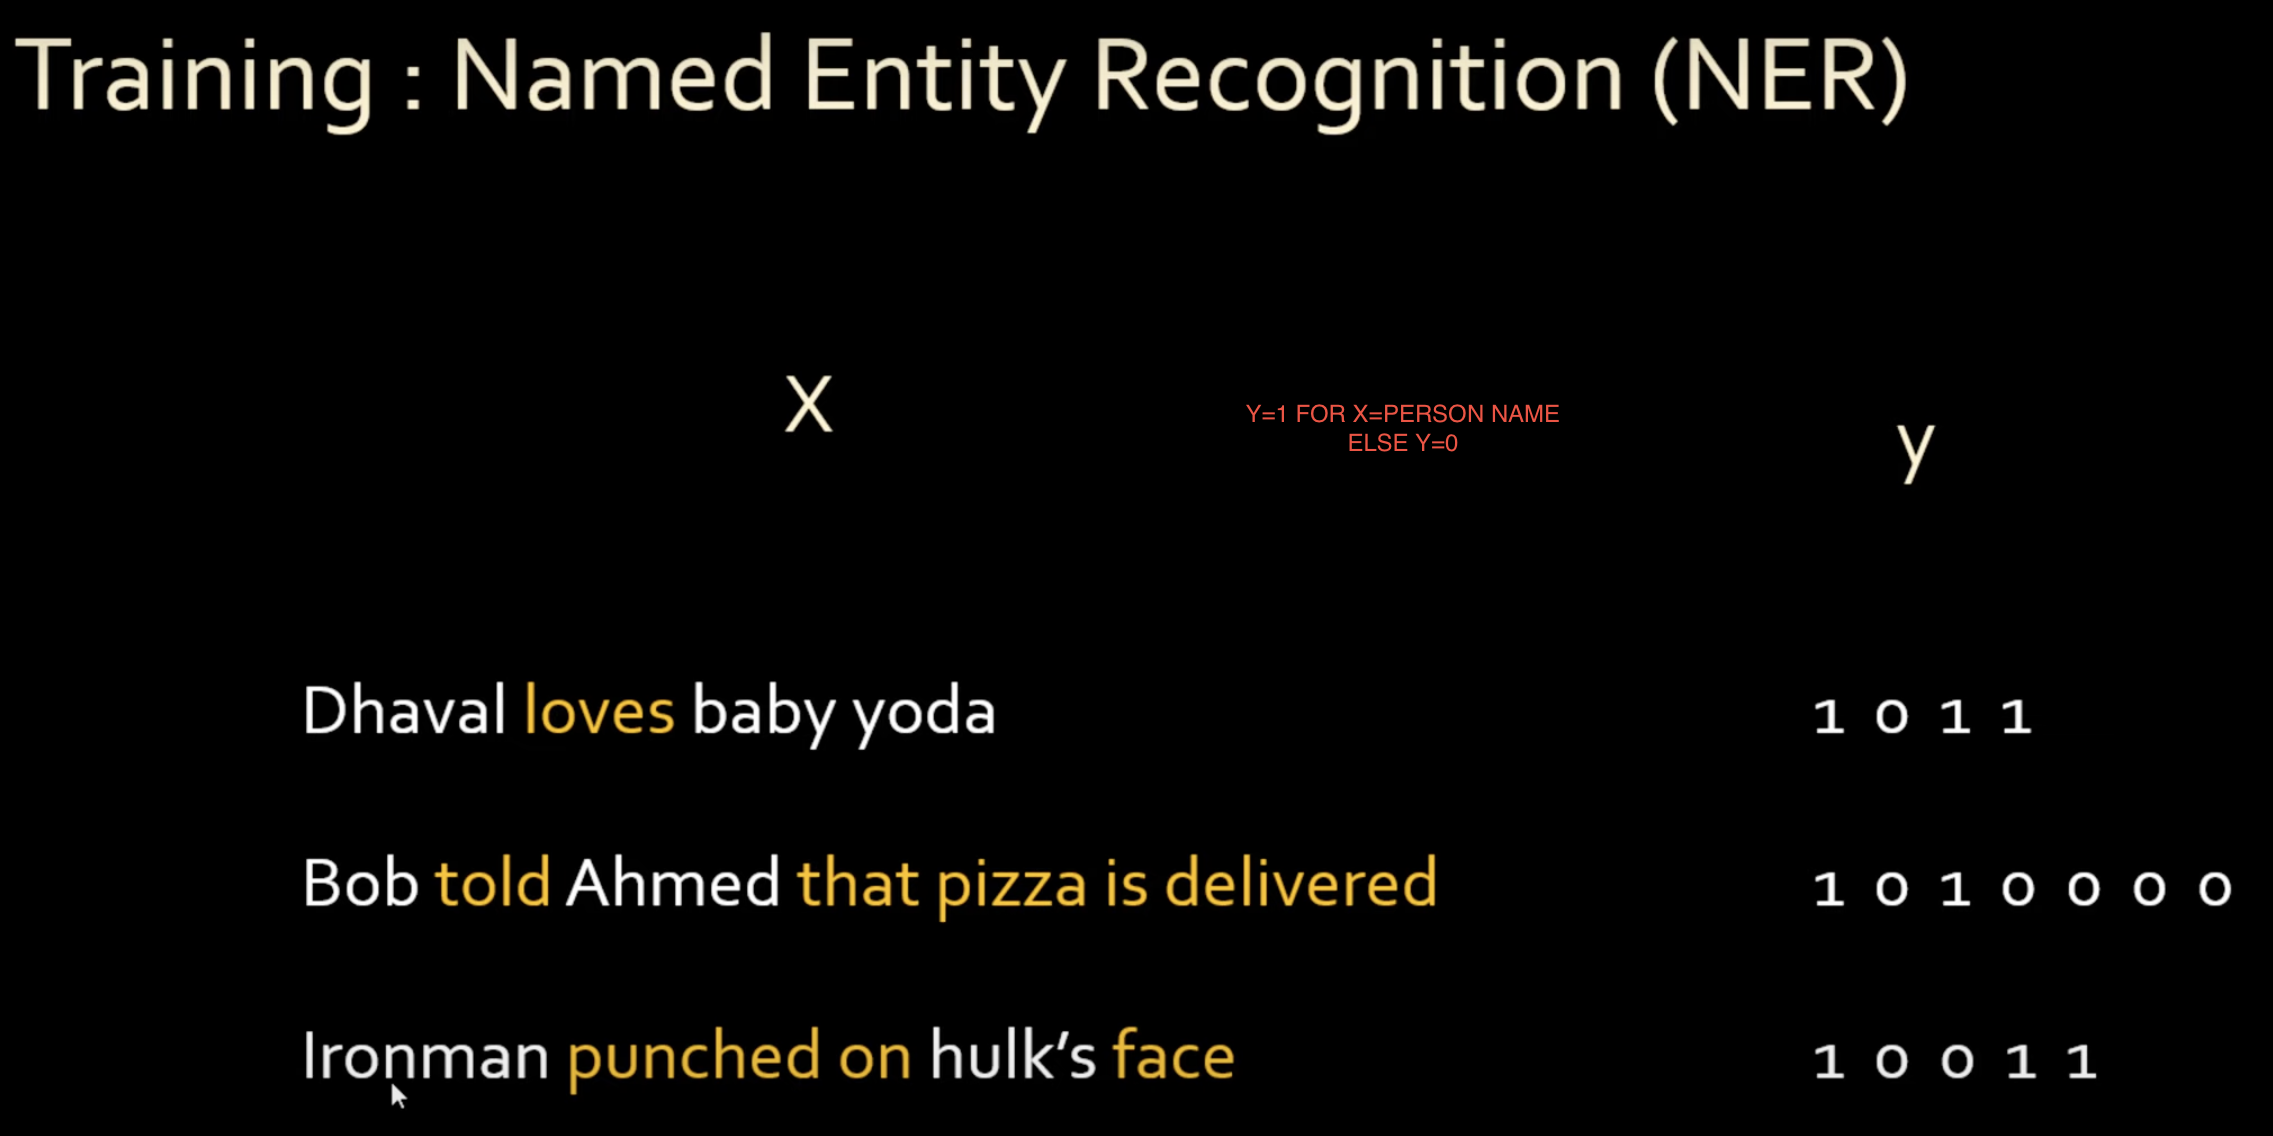 Training : Named Entity Recognition (NER)
X
Y=1 FOR X=PERSON NAME
ELSE Y=0
y
Dhaval loves baby yoda 1 0 1 1
Bob told Ahmed that pizza is delivered 1 0 1 0 0 0 0
Ironman punched on hulk’s face 1 0 0 1 1